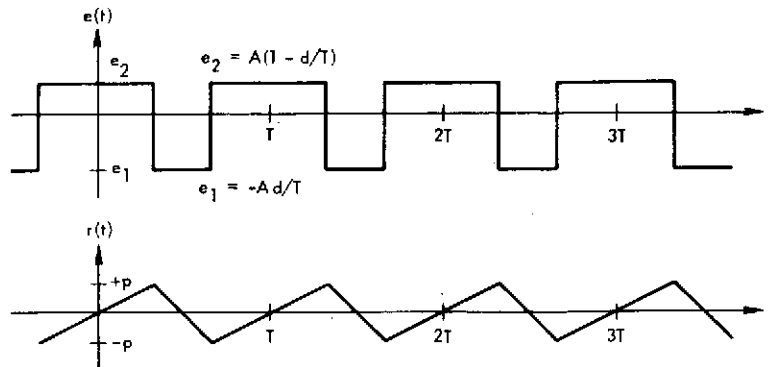 e(t)
e2
e2 = A(1 - d/T)
T
2T
3T
e1
e1 = -A d/T
r(t)
+p
T
2T
3T
-p